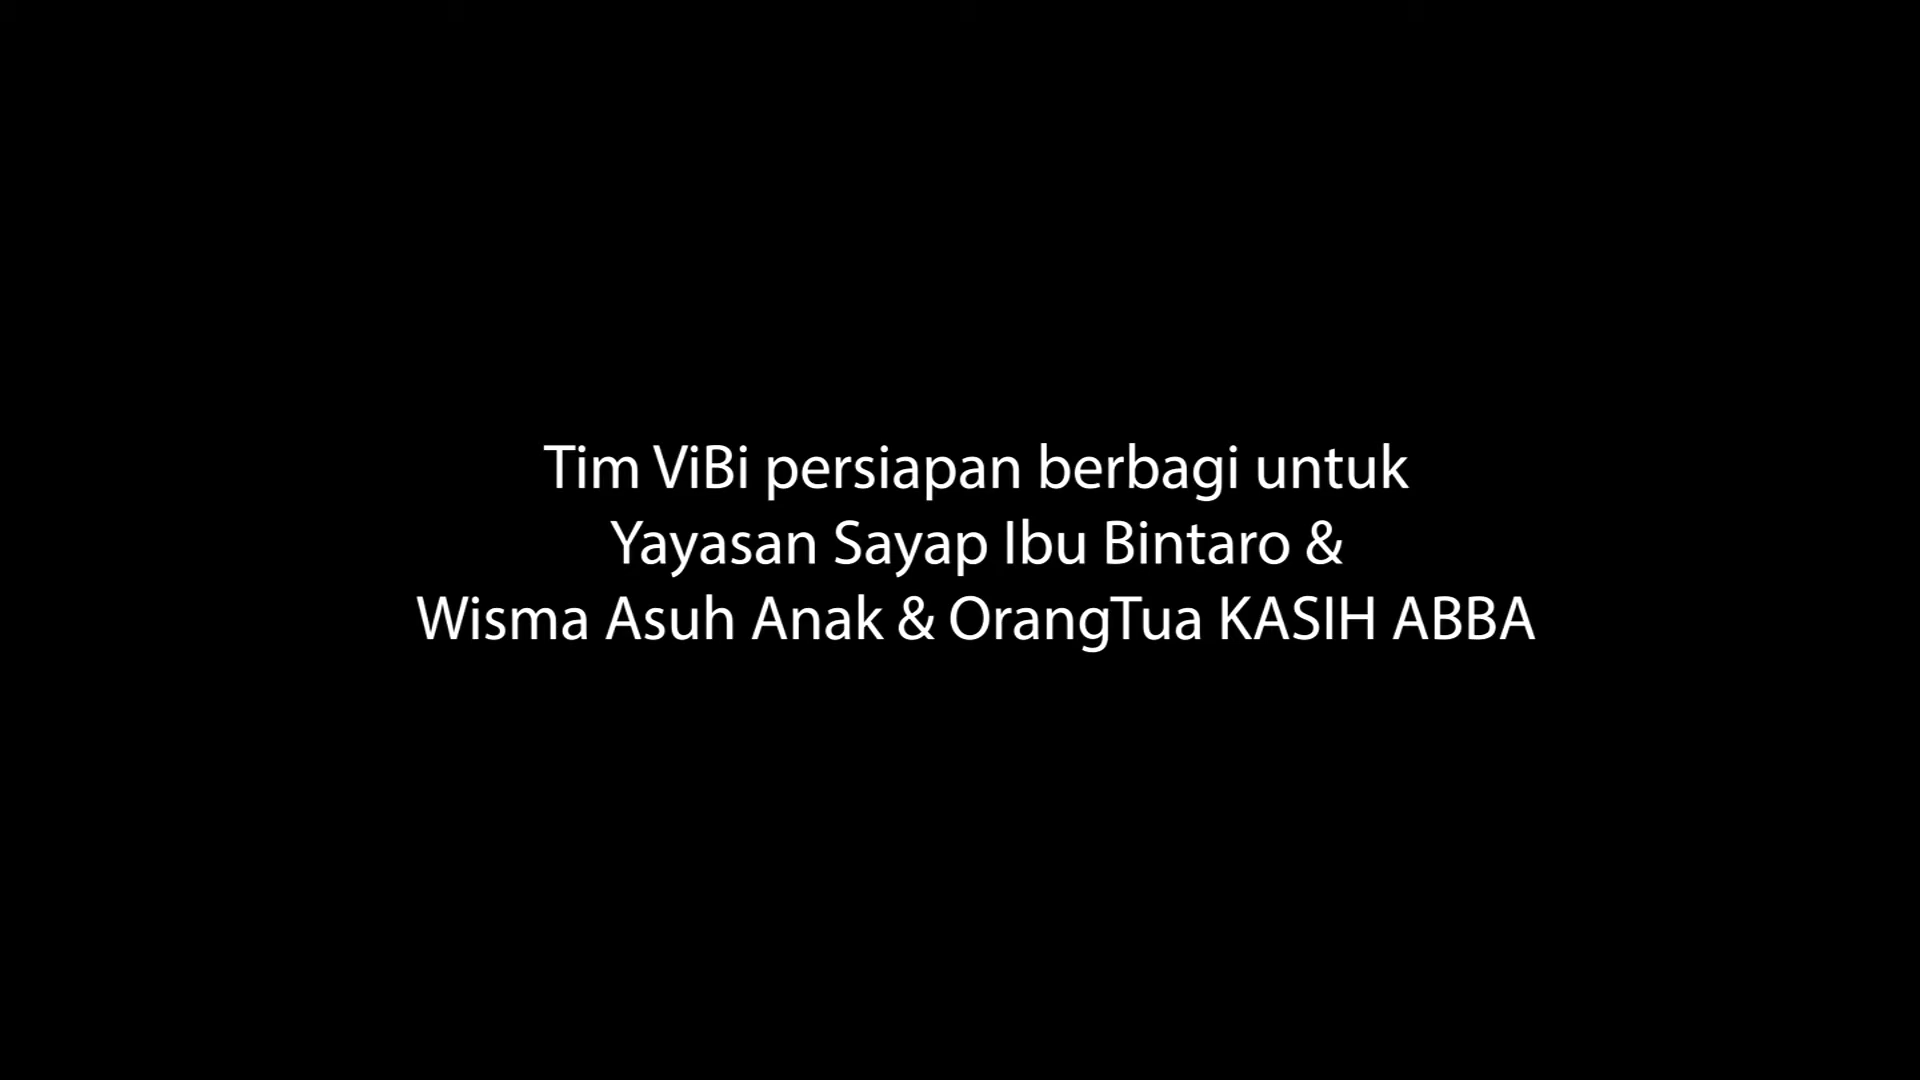 Tim ViBi persiapan berbagi untuk
Yayasan Sayap Ibu Bintaro &
Wisma Asuh Anak & OrangTua KASIH ABBA